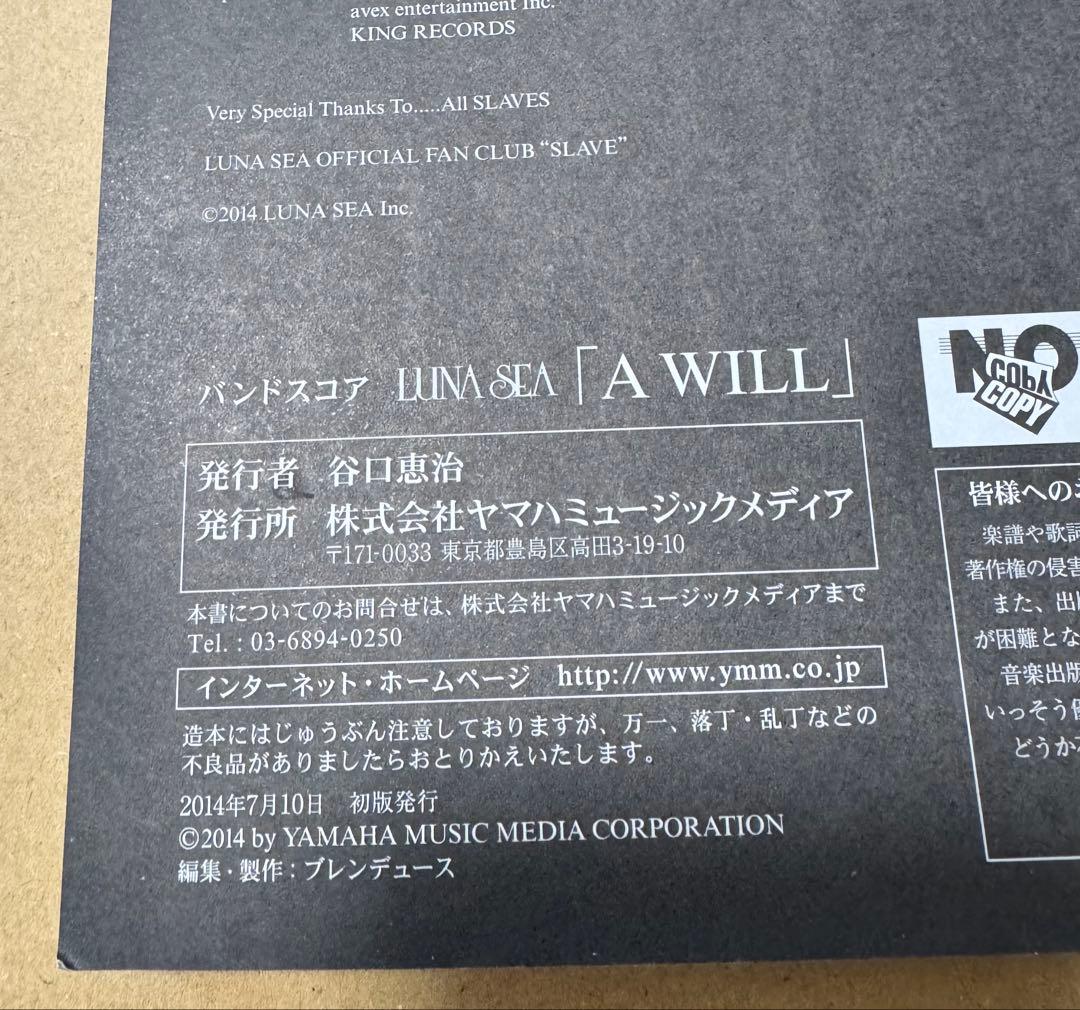 avex entertainment Inc.
KING RECORDS
Very Special Thanks To.....All SLAVES
LUNA SEA OFFICIAL FAN CLUB “SLAVE”
©2014 LUNA SEA Inc.
バンドスコア LUNA SEA「A WILL」
発行者 谷口恵治
発行所 株式会社ヤマハミュージックメディア
〒171-0033 東京都豊島区高田3-19-10
本書についてのお問合せは、株式会社ヤマハミュージックメディアまで
Tel. : 03-6894-0250
インターネット・ホームページ http://www.ymm.co.jp
造本にはじゅうぶん注意しておりますが、万一、落丁・乱丁などの
不良品がありましたらおとりかえいたします。
2014年7月10日 初版発行
©2014 by YAMAHA MUSIC MEDIA CORPORATION
編集・製作：ブレンデュース
NO
COPY
COPY
皆様への
楽譜や歌詞
著作権の侵害
また、出
が困難とな
音楽出版
いっそう
どうか